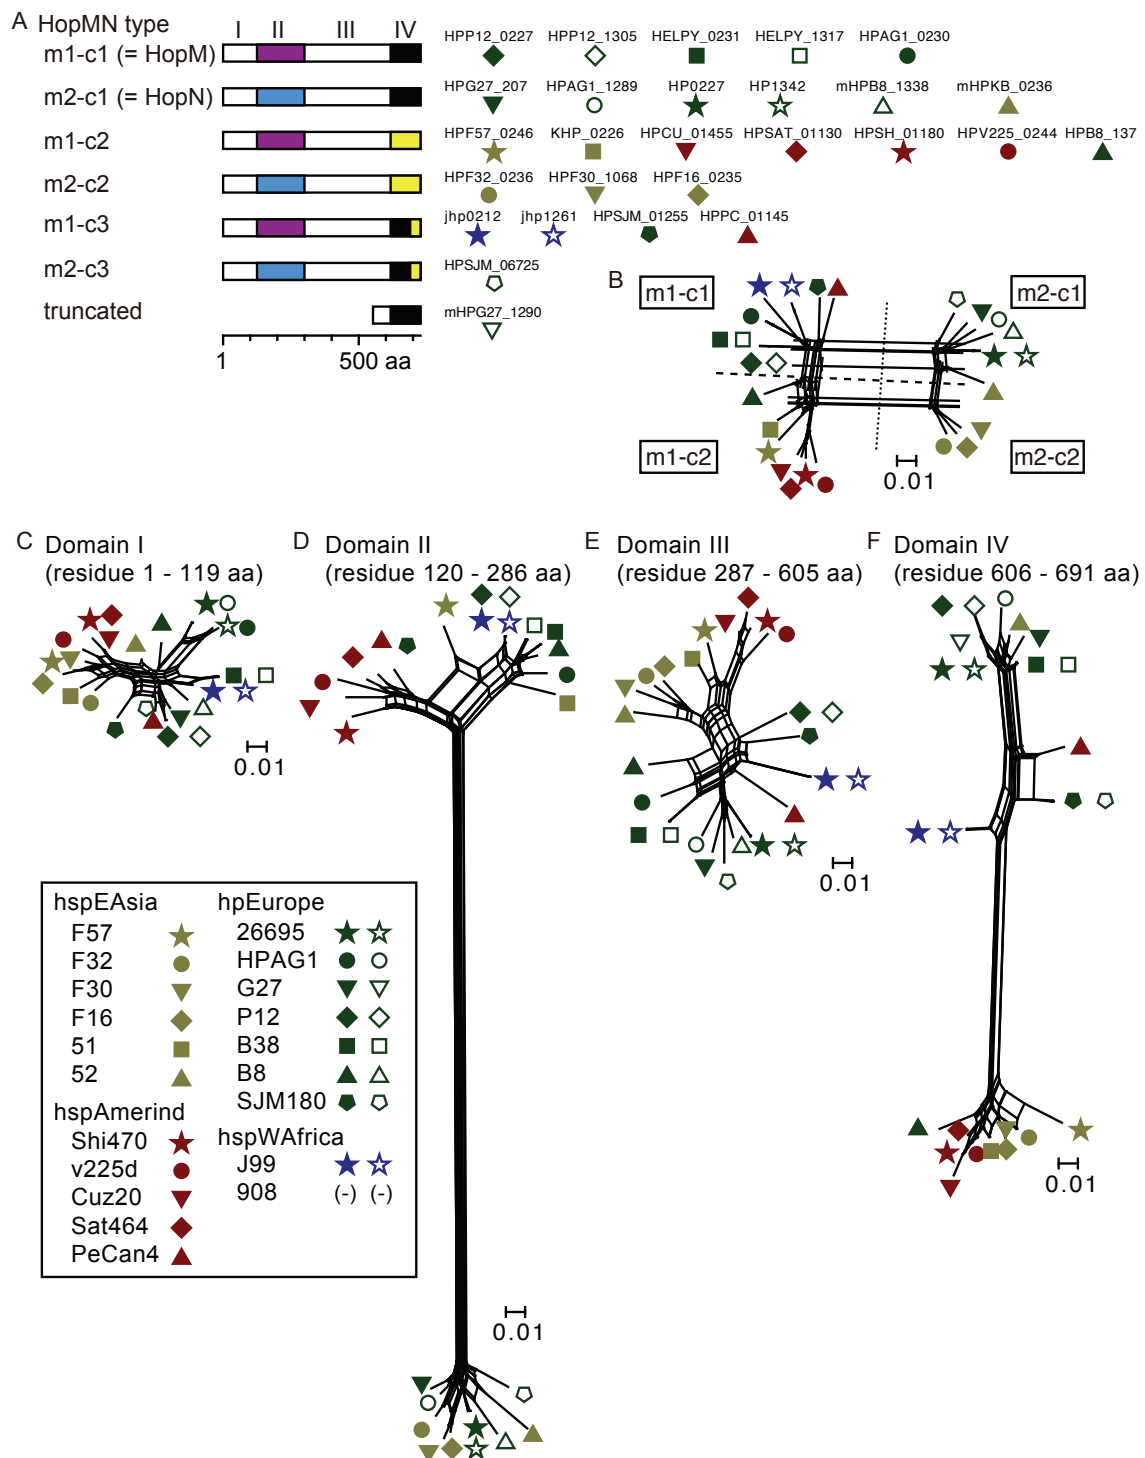 A HopMN type I II III IV
m1-c1 (= HopM) HPP12_0227 HPP12_1305 HELPY_0231 HELPY_1317 HPAG1_0230
m2-c1 (= HopN) HPG27_207 HPAG1_1289 HP0227 HP1342 mHPB8_1338 mHPKB_0236
m1-c2 HPF57_0246 KHP_0226 HPCU_01455 HPSAT_01130 HPSH_01180 HPV225_0244 HPB8_137
m2-c2 HPF32_0236 HPF30_1068 HPF16_0235
m1-c3 jhp0212 jhp1261 HPSJM_01255 HPPC_01145
m2-c3 HPSJM_06725
truncated mHPG27_1290
1 500 aa
B
m1-c1 m2-c1
m1-c2 m2-c2
0.01
C Domain I
(residue 1 - 119 aa)
0.01
D Domain II
(residue 120 - 286 aa)
0.01
E Domain III
(residue 287 - 605 aa)
0.01
F Domain IV
(residue 606 - 691 aa)
0.01
hspEAsia
F57
F32
F30
F16
51
52
hspAmerind
Shi470
v225d
Cuz20
Sat464
PeCan4
hpEurope
26695
HPAG1
G27
P12
B38
B8
SJM180
hspWAfrica
J99
908 (-) (-)